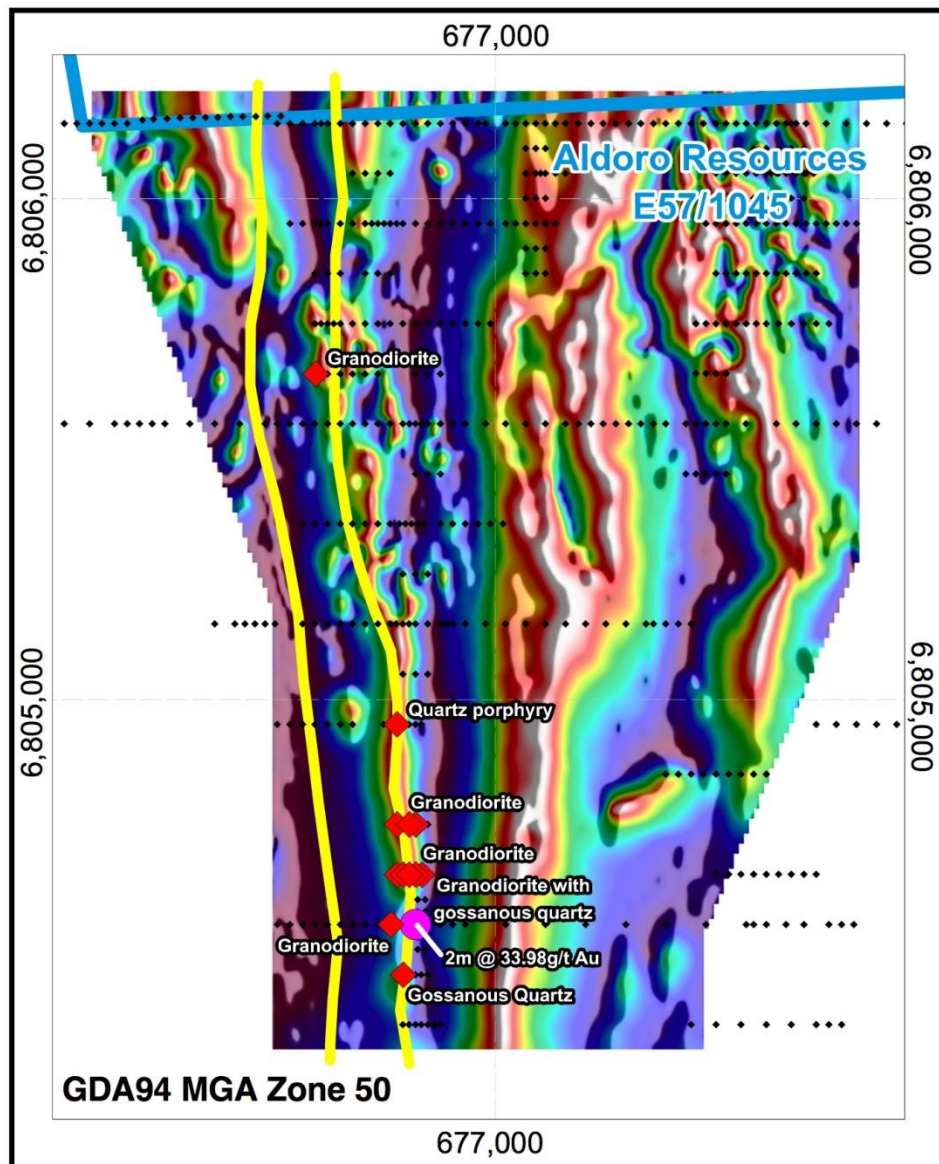 677,000
Aldoro Resources
E57/1045
6,806,000
6,806,000
Granodiorite
6,805,000
6,805,000
Quartz porphyry
Granodiorite
Granodiorite
Granodiorite with
gossanous quartz
Granodiorite
2m @ 33.98g/t Au
Gossanous Quartz
GDA94 MGA Zone 50
677,000